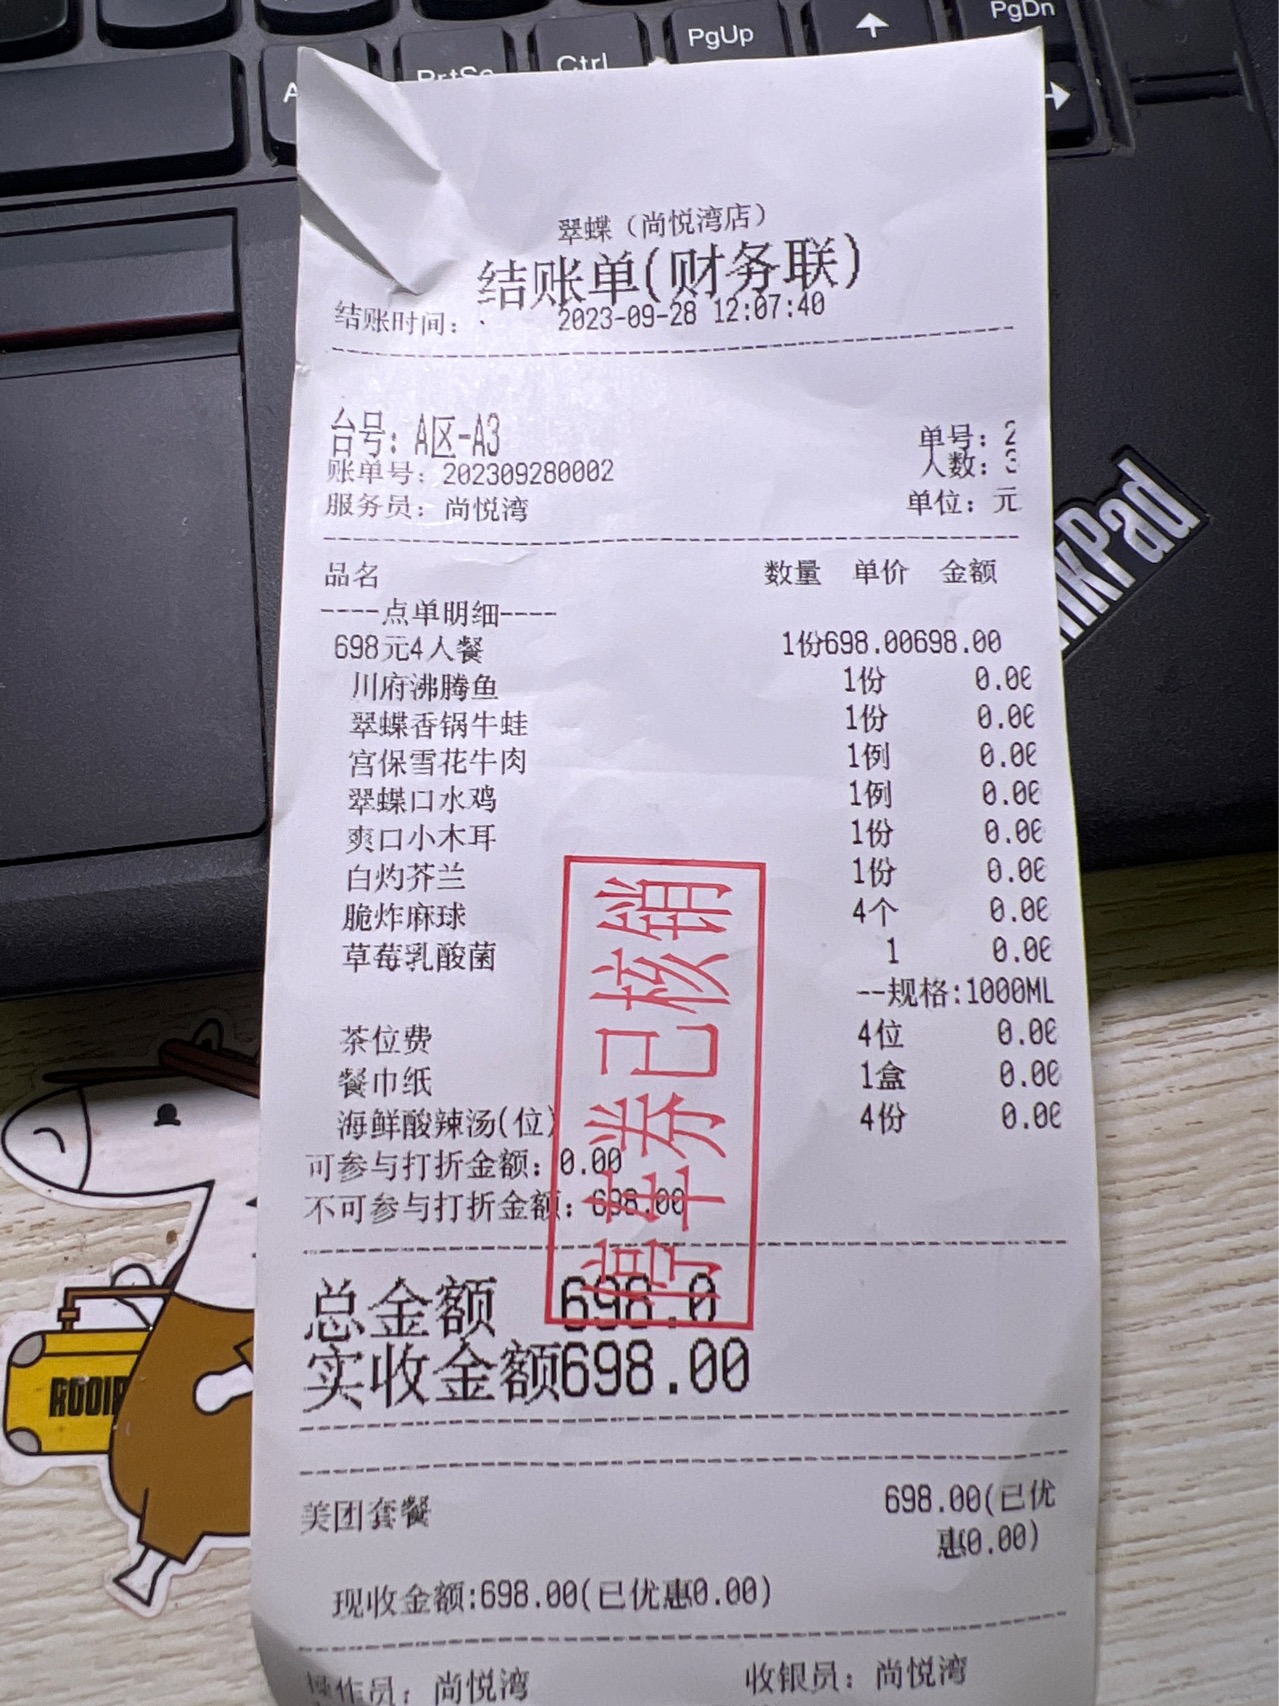 PgUp
PgDn
PrtSc
Ctrl
翠蝶（尚悦湾店）
结账单(财务联)
结账时间： 2023-09-28 12:07:40
台号：A区-A3
单号：2
账单号：202309280002
人数：3
服务员：尚悦湾
单位：元
品名 数量 单价 金额
----点单明细----
698元4人餐 1份698.00698.00
川府沸腾鱼 1份 0.00
翠蝶香锅牛蛙 1份 0.00
宫保雪花牛肉 1例 0.00
翠蝶口水鸡 1例 0.00
爽口小木耳 1份 0.00
白灼芥兰 1份 0.00
脆炸麻球 4个 0.00
草莓乳酸菌 1 0.00
--规格:1000ML
茶位费 4位 0.00
餐巾纸 1盒 0.00
海鲜酸辣汤(位) 4份 0.00
可参与打折金额：0.00
不可参与打折金额：698.00
停车券已核销
总金额 698.0
实收金额698.00
美团套餐 698.00(已优
惠0.00)
现收金额:698.00(已优惠0.00)
操作员：尚悦湾 收银员：尚悦湾